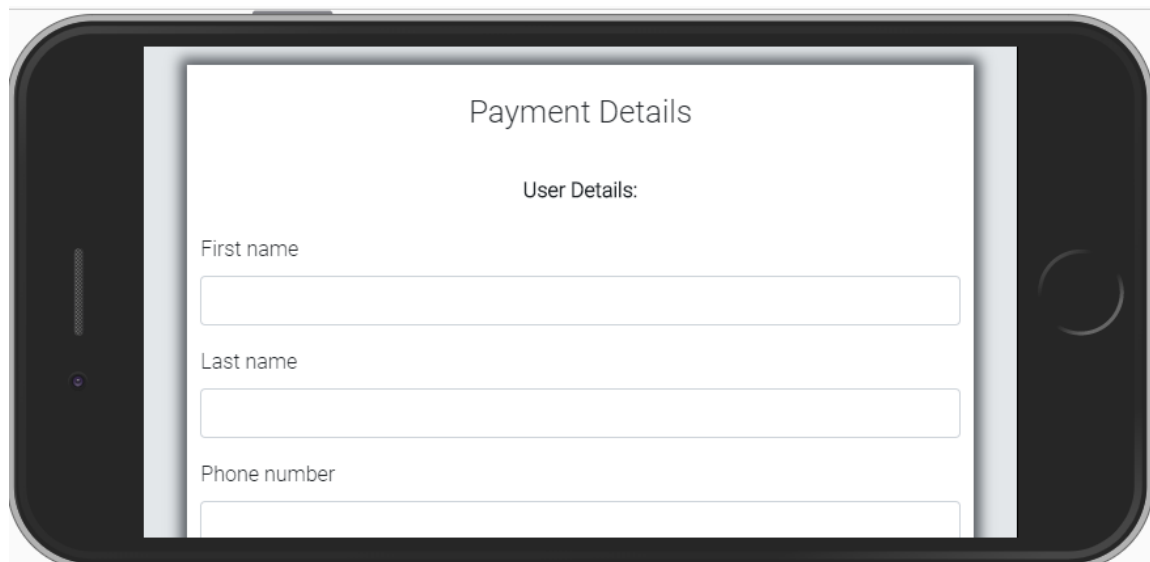 Payment Details
User Details:
First name
Last name
Phone number